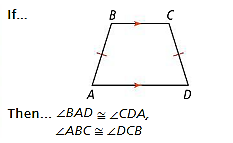 If...
B C
A D
Then... ∠BAD ≅ ∠CDA,
∠ABC ≅ ∠DCB